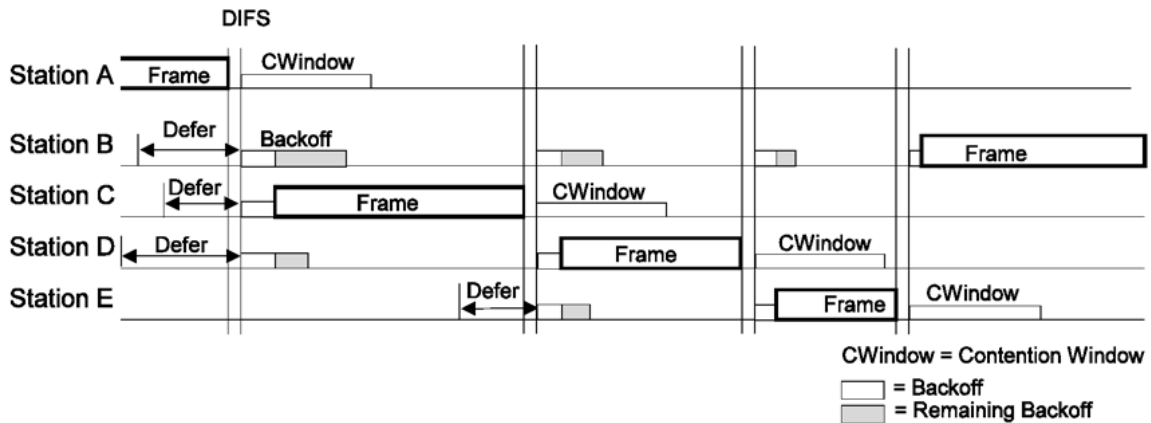 DIFS
Station A
Frame
CWindow
Station B
Defer
Backoff
Frame
Station C
Defer
Frame
CWindow
Station D
Defer
Frame
CWindow
Station E
Defer
Frame
CWindow
CWindow = Contention Window
= Backoff
= Remaining Backoff